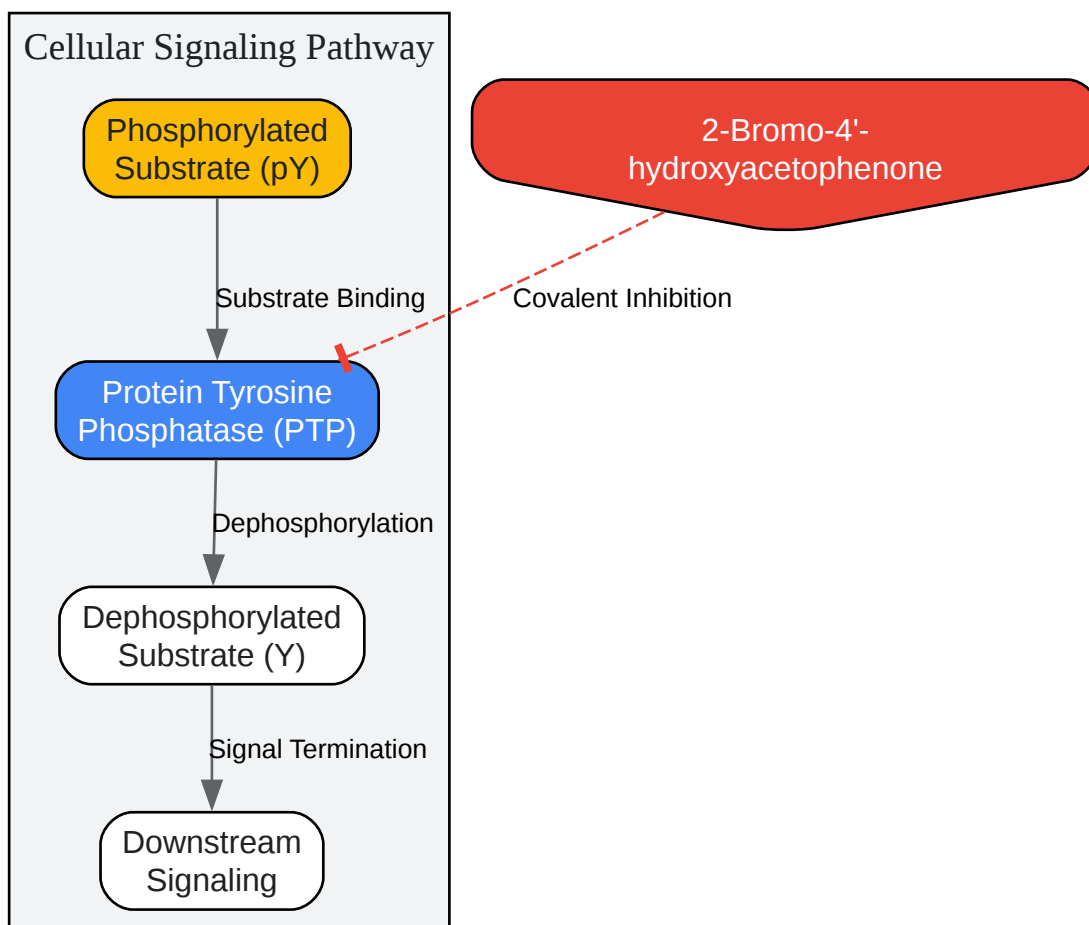 Cellular Signaling Pathway
Phosphorylated
Substrate (pY)
2-Bromo-4'-
hydroxyacetophenone
Substrate Binding
Covalent Inhibition
Protein Tyrosine
Phosphatase (PTP)
Dephosphorylation
Dephosphorylated
Substrate (Y)
Signal Termination
Downstream
Signaling